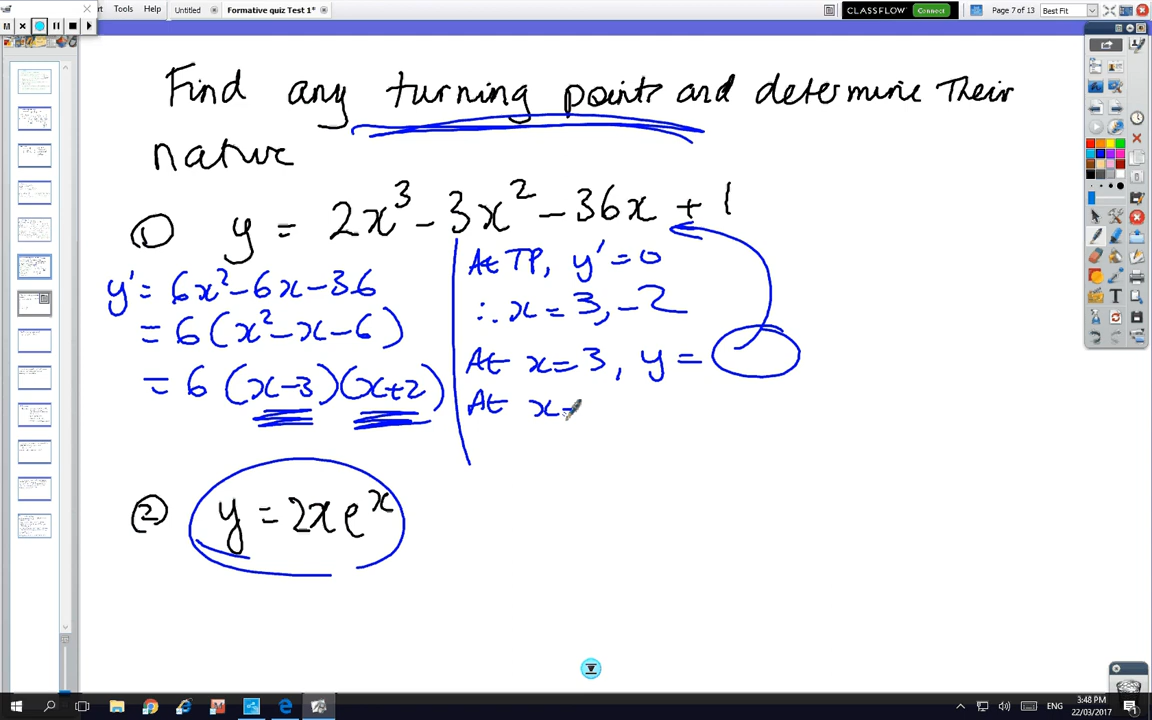 Tools Help Untitled Formative quiz Test 1* CLASSFLOW Connect Page 7 of 13 Best Fit
Find any turning points and determine Their
nature
① y = 2x³ - 3x² - 36x + 1
y' = 6x² - 6x - 36
= 6(x² - x - 6)
= 6(x-3)(x+2)
At TP, y' = 0
∴ x = 3, -2
At x = 3, y =
At x-
② y = 2xeˣ
ENG
3:48 PM
22/03/2017